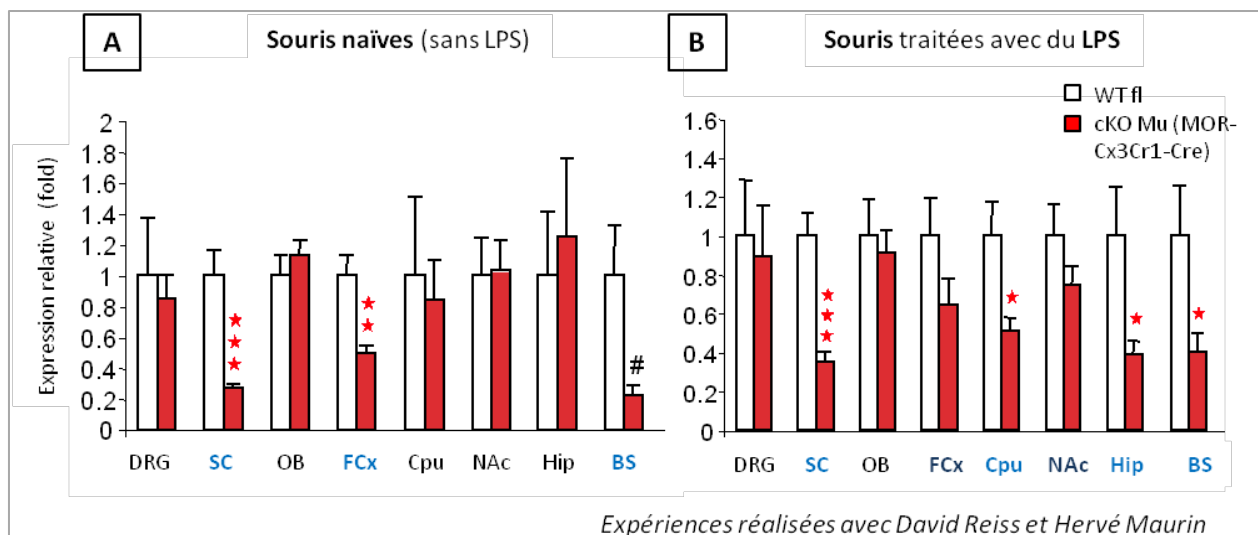 A
Souris naïves (sans LPS)
Expression relative (fold)
2
1.8
1.6
1.4
1.2
1
0.8
0.6
0.4
0.2
0
#
DRG SC OB FCx Cpu NAc Hip BS
B
Souris traitées avec du LPS
WT fl
cKO Mu (MOR-
Cx3Cr1-Cre)
1.6
1.4
1.2
1
0.8
0.6
0.4
0.2
0
DRG SC OB FCx Cpu NAc Hip BS
Expériences réalisées avec David Reiss et Hervé Maurin